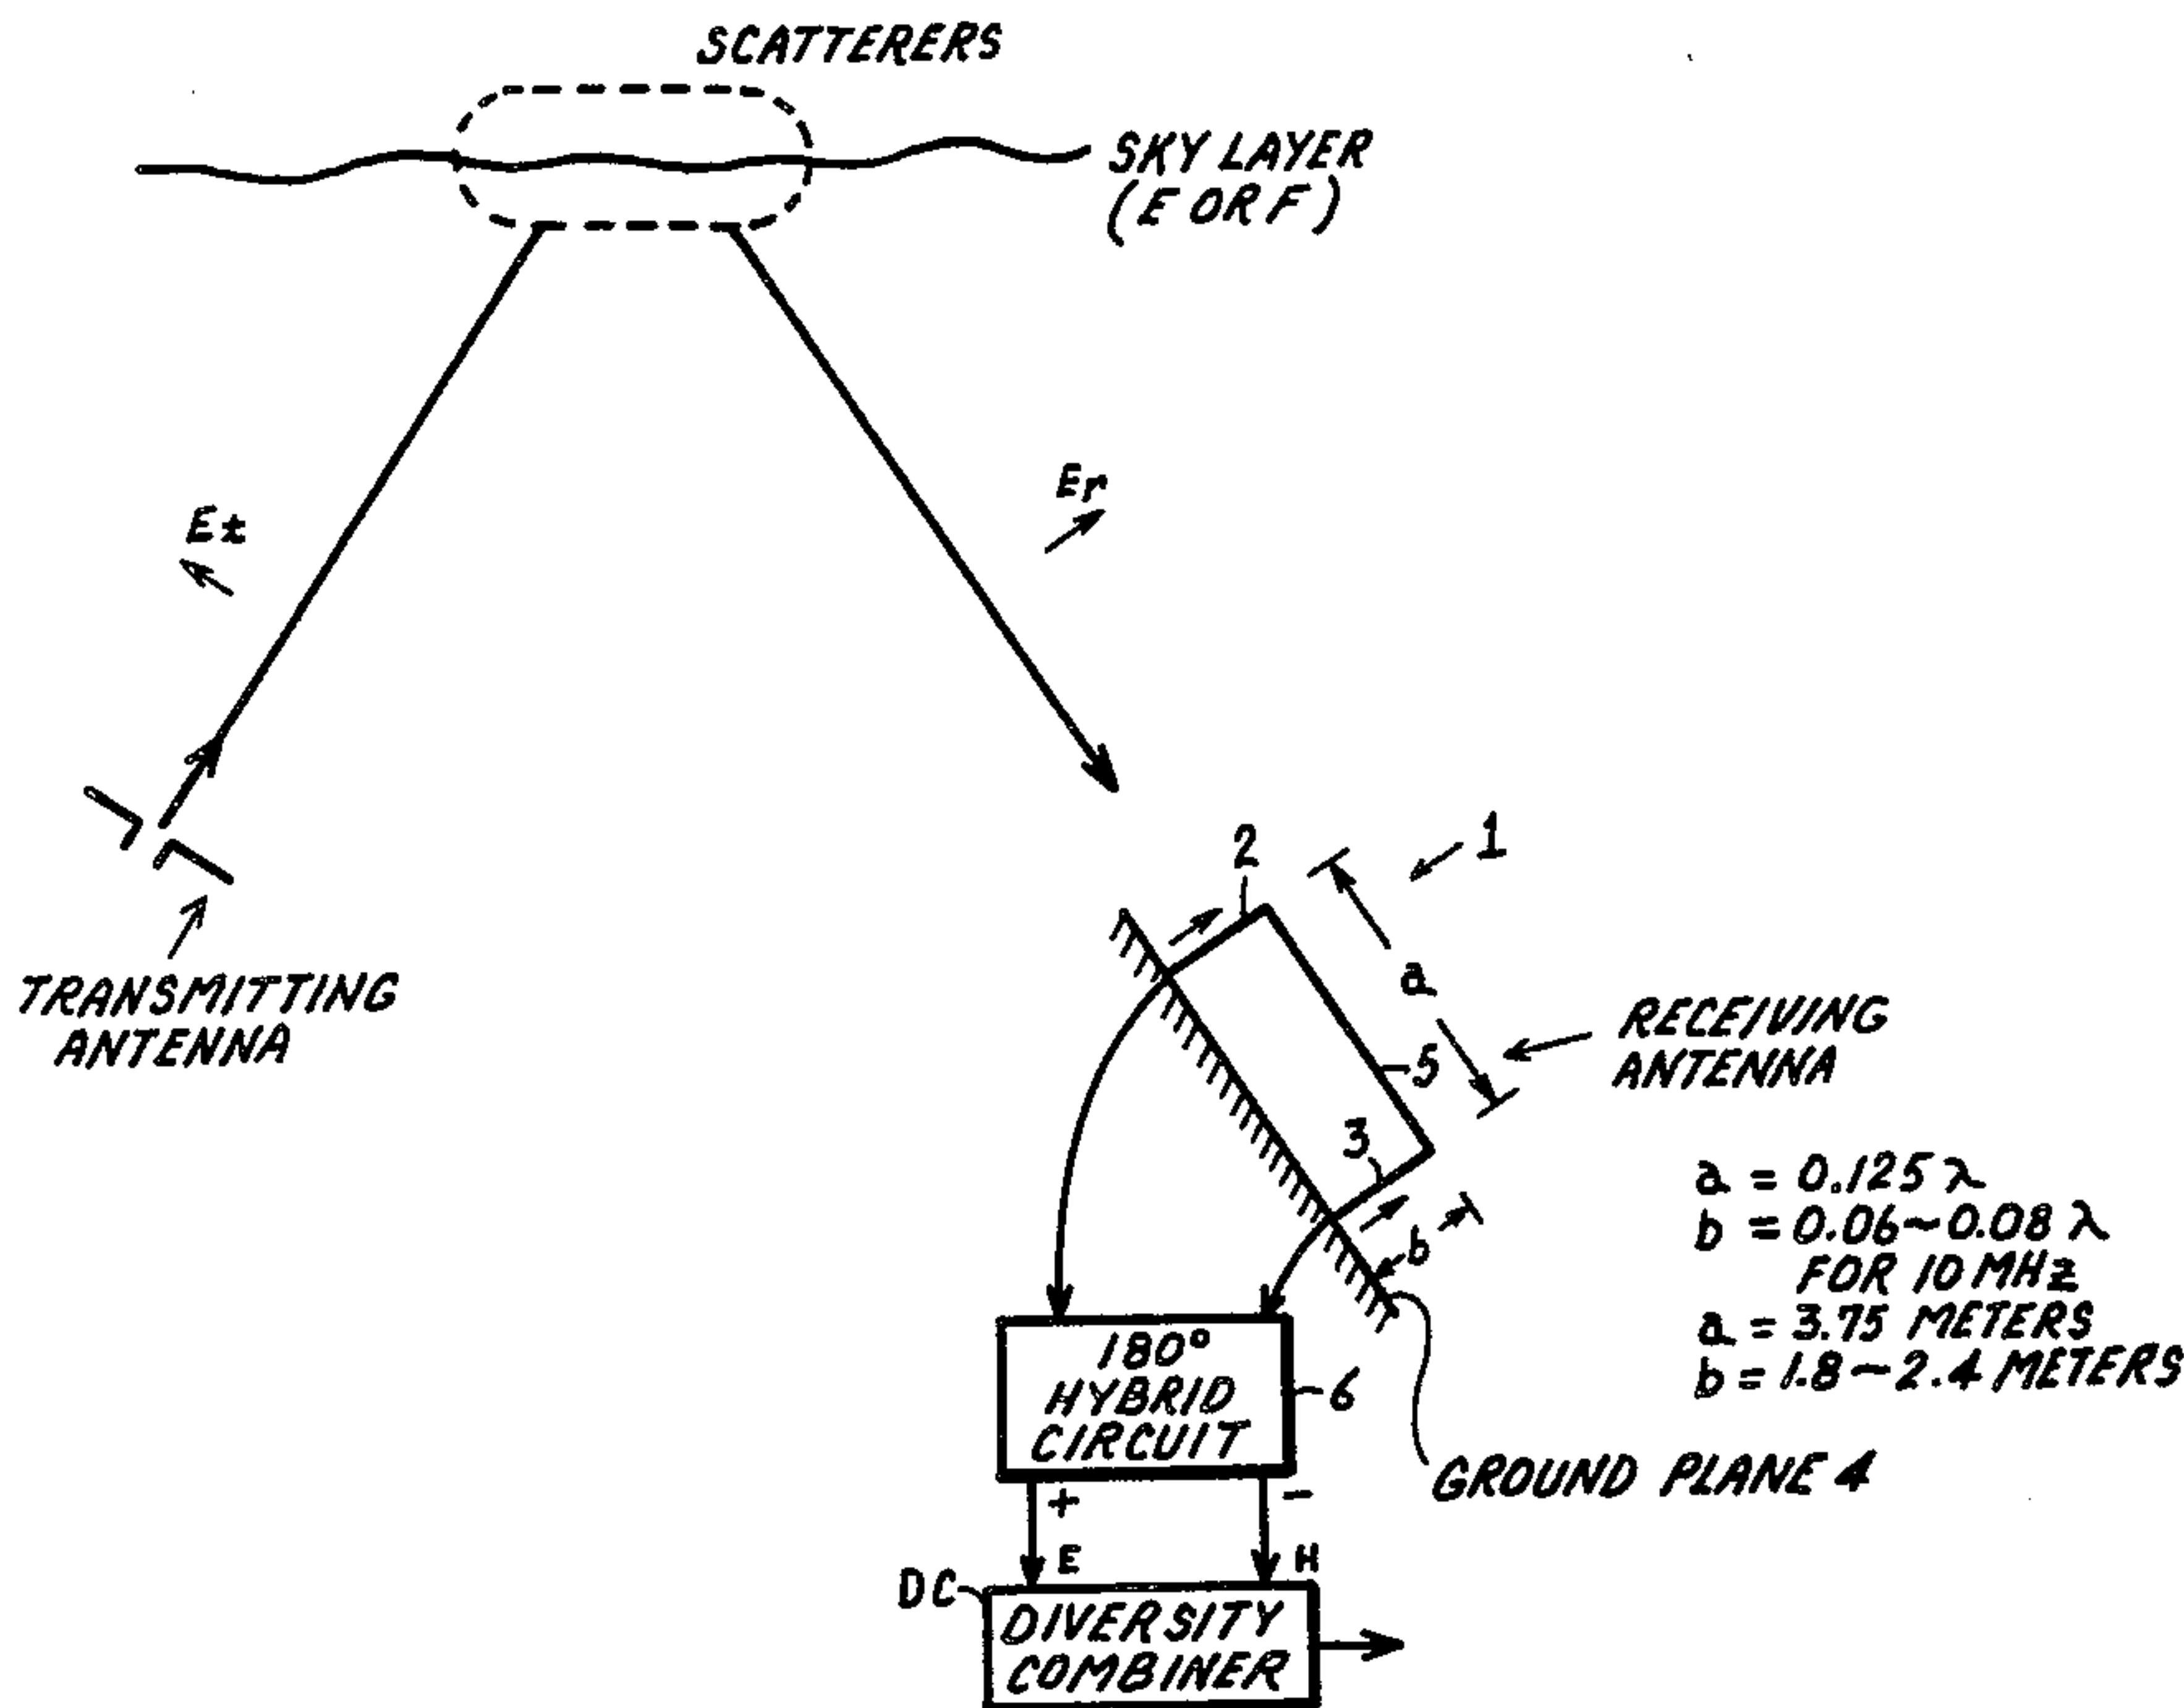 SCATTERERS
SKY LAYER
(E OR F)
Et
Er
2
1
a
TRANSMITTING
ANTENNA
RECEIVING
ANTENNA
5
3
b
a = 0.125 λ
b = 0.06~0.08 λ
FOR 10 MHz
a = 3.75 METERS
b = 1.8~2.4 METERS
180°
HYBRID
CIRCUIT
6
GROUND PLANE 4
+
-
E
H
DC
DIVERSITY
COMBINER